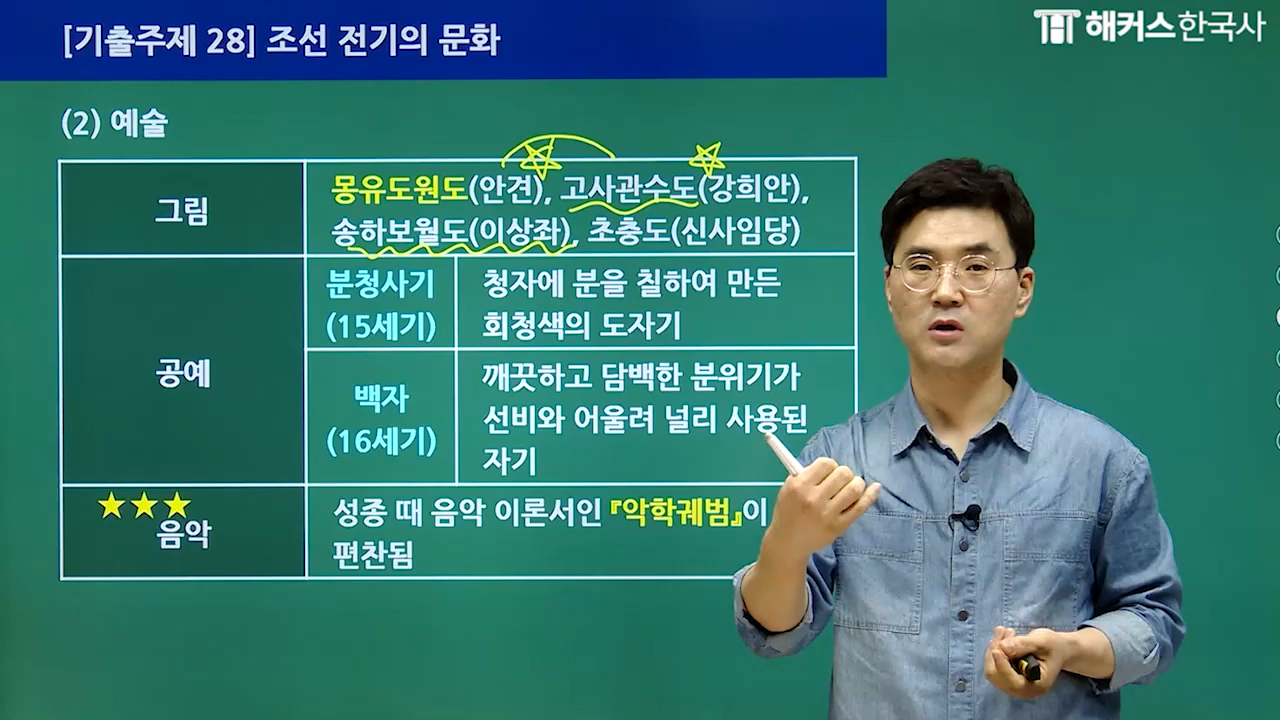 [기출주제 28] 조선 전기의 문화
해커스한국사
(2) 예술
그림
몽유도원도(안견), 고사관수도(강희안),
송하보월도(이상좌), 초충도(신사임당)
공예
분청사기
(15세기)
청자에 분을 칠하여 만든
회청색의 도자기
백자
(16세기)
깨끗하고 담백한 분위기가
선비와 어울려 널리 사용된
자기
★★★
음악
성종 때 음악 이론서인 『악학궤범』이
편찬됨